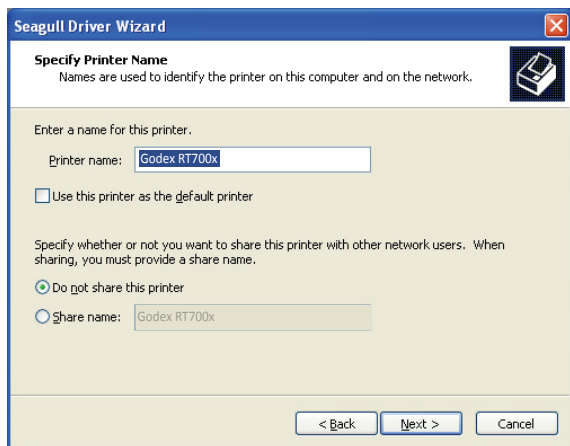 Seagull Driver Wizard
Specify Printer Name
Names are used to identify the printer on this computer and on the network.
Enter a name for this printer.
Printer name: Godex RT700x
Use this printer as the default printer
Specify whether or not you want to share this printer with other network users. When
sharing, you must provide a share name.
Do not share this printer
Share name: Godex RT700x
< Back Next > Cancel